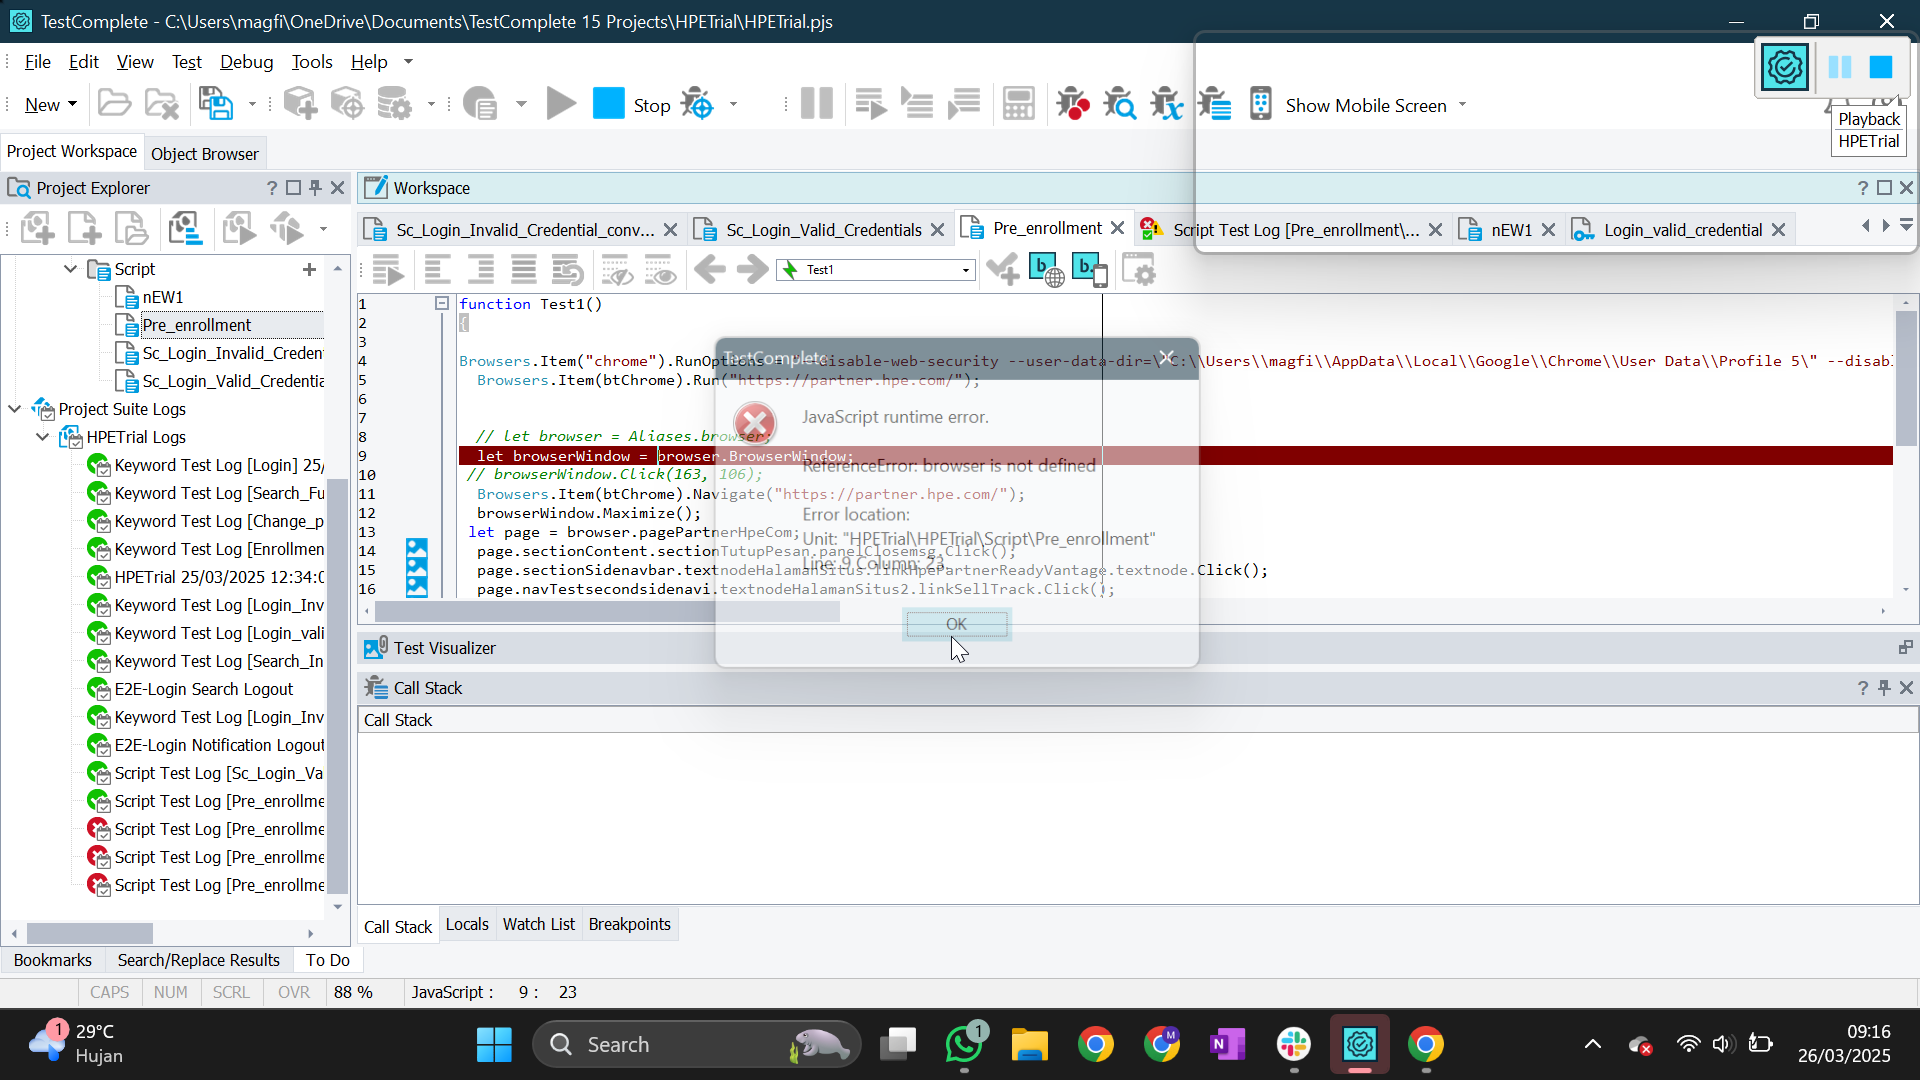 TestComplete - C:\Users\magfi\OneDrive\Documents\TestComplete 15 Projects\HPETrial\HPETrial.pjs
File Edit View Test Debug Tools Help
New Stop Show Mobile Screen
Playback
HPETrial
Project Workspace Object Browser
Project Explorer
Workspace
Sc_Login_Invalid_Credential_conv... Sc_Login_Valid_Credentials Pre_enrollment Script Test Log [Pre_enrollment\... nEW1 Login_valid_credential
Test1
Script
nEW1
Pre_enrollment
Sc_Login_Invalid_Creden
Sc_Login_Valid_Credentia
Project Suite Logs
HPETrial Logs
Keyword Test Log [Login] 25/
Keyword Test Log [Search_Fu
Keyword Test Log [Change_p
Keyword Test Log [Enrollmen
HPETrial 25/03/2025 12:34:0
Keyword Test Log [Login_Inv
Keyword Test Log [Login_vali
Keyword Test Log [Search_In
E2E-Login Search Logout
Keyword Test Log [Login_Inv
E2E-Login Notification Logout
Script Test Log [Sc_Login_Va
Script Test Log [Pre_enrollme
Script Test Log [Pre_enrollme
Script Test Log [Pre_enrollme
Script Test Log [Pre_enrollme
1 function Test1()
2 {
3
4 Browsers.Item("chrome").RunOptions = disable-web-security --user-data-dir=\"C:\\Users\\magfi\\AppData\\Local\\Google\\Chrome\\User Data\\Profile 5\" --disabl
5 Browsers.Item(btChrome).Run("https://partner.hpe.com/");
6
7
8 // let browser = Aliases.browser;
9 let browserWindow = browser.BrowserWindow;
10 // browserWindow.Click(163, 106);
11 Browsers.Item(btChrome).Navigate("https://partner.hpe.com/");
12 browserWindow.Maximize();
13 let page = browser.pagePartnerHpeCom;
14 page.sectionContent.sectionTutupPesan.panelClosemsg.Click();
15 page.sectionSidenavbar.textnodeHalamanSitus.linkHpePartnerReadyVantage.textnode.Click();
16 page.navTestsecondsidenavi.textnodeHalamanSitus2.linkSellTrack.Click();
TestComplete
JavaScript runtime error.
ReferenceError: browser is not defined
Error location:
Unit: "HPETrial\HPETrial\Script\Pre_enrollment"
Line: 9 Column: 23.
OK
Test Visualizer
Call Stack
Call Stack
Call Stack Locals Watch List Breakpoints
Bookmarks Search/Replace Results To Do
CAPS NUM SCRL OVR 88 % JavaScript : 9 : 23
1
29°C
Hujan
Search
1
M
N
09:16
26/03/2025